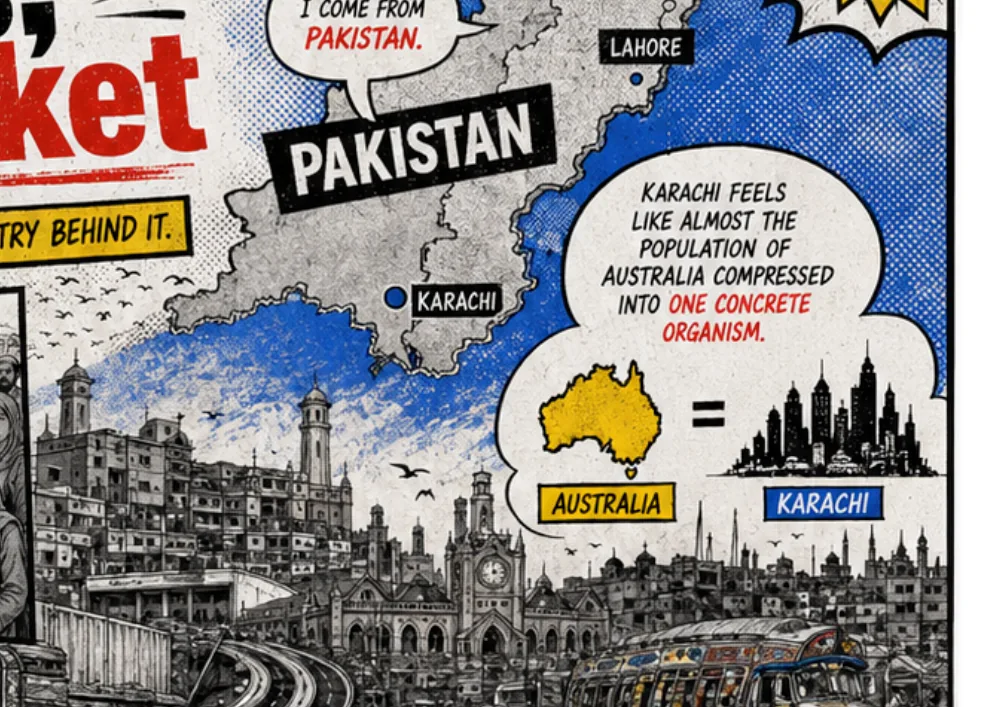 I COME FROM
PAKISTAN.
LAHORE
ket
PAKISTAN
TRY BEHIND IT.
KARACHI
KARACHI FEELS
LIKE ALMOST THE
POPULATION OF
AUSTRALIA COMPRESSED
INTO ONE CONCRETE
ORGANISM.
=
AUSTRALIA
KARACHI